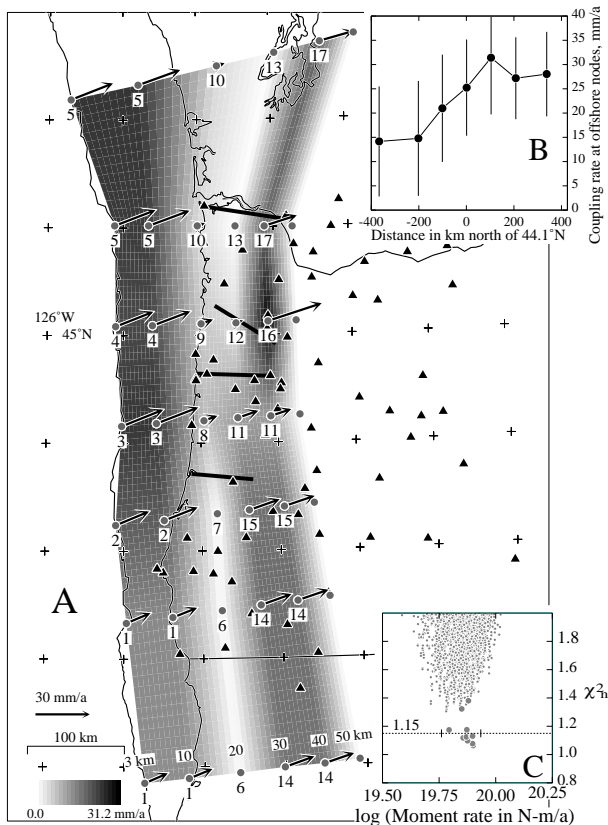 40
35
30
25
20
15
10
5
0
Coupling rate at offshore nodes, mm/a
B
-400 -200 0 200 400
Distance in km north of 44.1˚N
17
13
10
5
5
5 5 10 13 17
126˚W
45˚N
4 4 9 12 16
3 3 8 11 11
2 2 7 15 15
A
1 1 6 14 14
30 mm/a
100 km
3 km 10 20 30 40 50 km
1 1 6 14 14
0.0 31.2 mm/a
1.8
1.6
1.4
1.2
1.0
0.8
χ²n
1.15
C
19.50 19.75 20.00 20.25
log (Moment rate in N-m/a)